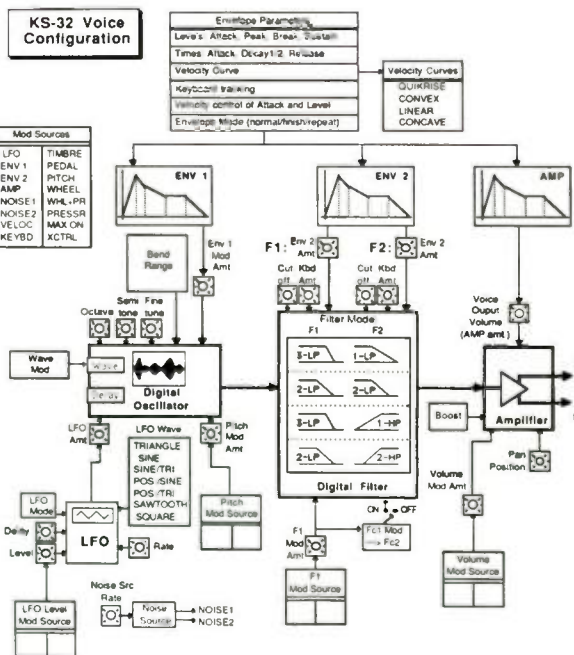 KS-32 Voice
Configuration
Envelope Parameters
Levels: Attack, Peak, Break, Sustain
Times: Attack, Decay1/2, Release
Velocity Curve
Keyboard tracking
Velocity control of Attack and Level
Envelope Mode (normal/finish/repeat)
Velocity Curves
QUIKRISE
CONVEX
LINEAR
CONCAVE
Mod Sources
LFO TIMBRE
ENV 1 PEDAL
ENV 2 PITCH
AMP WHEEL
NOISE1 WHL+PR
NOISE2 PRESSR
VELOC MAX ON
KEYBD XCTRL
ENV 1
ENV 2
AMP
Bend
Range
Env 1
Mod
Amt
F1: Env 2
Amt
F2: Env 2
Amt
Cut
off
Kbd
Amt
Cut
off
Kbd
Amt
Octave
Semi
tone
Fine
tune
Voice
Ouput
Volume
(AMP amt.)
Wave
Mod
Wave
Delay
Digital
Oscillator
Filter Mode
F1 F2
3-LP 1-LP
2-LP 2-LP
3-LP 1-HP
2-LP 2-HP
Digital Filter
Boost
Amplifier
Pan
Position
Volume
Mod Amt
LFO
Amt
LFO Wave
TRIANGLE
SINE
SINE/TRI
POS/SINE
POS/TRI
SAWTOOTH
SQUARE
Pitch
Mod
Amt
LFO
Mode
Delay
Level
LFO
Rate
Pitch
Mod Source
ON OFF
F1
Mod
Amt
Fc1 Mod
Fc2
F1
Mod Source
Volume
Mod Source
LFO Level
Mod Source
Noise Src
Rate
Noise
Source
NOISE1
NOISE2